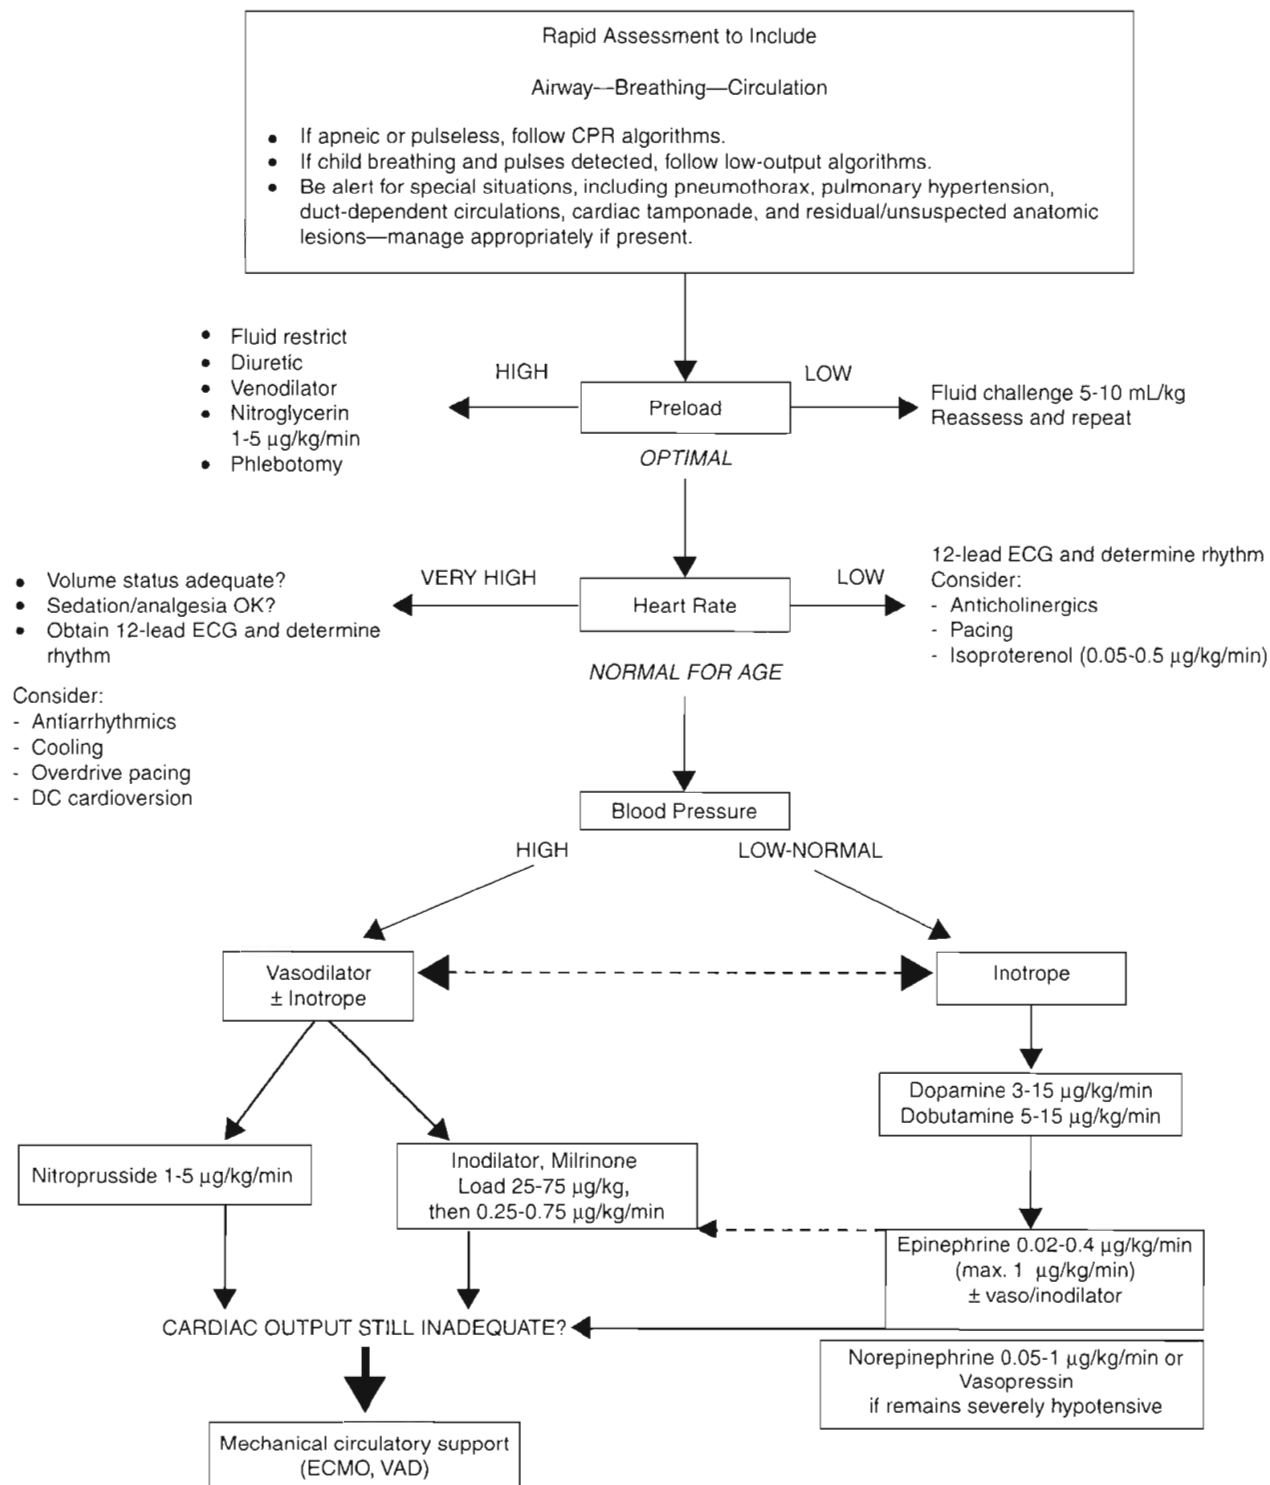 Rapid Assessment to Include
Airway—Breathing—Circulation
• If apneic or pulseless, follow CPR algorithms.
• If child breathing and pulses detected, follow low-output algorithms.
• Be alert for special situations, including pneumothorax, pulmonary hypertension,
duct-dependent circulations, cardiac tamponade, and residual/unsuspected anatomic
lesions—manage appropriately if present.
• Fluid restrict
• Diuretic
• Venodilator
• Nitroglycerin
1-5 µg/kg/min
• Phlebotomy
HIGH
Preload
LOW
Fluid challenge 5-10 mL/kg
Reassess and repeat
OPTIMAL
• Volume status adequate?
• Sedation/analgesia OK?
• Obtain 12-lead ECG and determine
rhythm
Consider:
- Antiarrhythmics
- Cooling
- Overdrive pacing
- DC cardioversion
VERY HIGH
Heart Rate
LOW
12-lead ECG and determine rhythm
Consider:
- Anticholinergics
- Pacing
- Isoproterenol (0.05-0.5 µg/kg/min)
NORMAL FOR AGE
Blood Pressure
HIGH
LOW-NORMAL
Vasodilator
± Inotrope
Inotrope
Dopamine 3-15 µg/kg/min
Dobutamine 5-15 µg/kg/min
Nitroprusside 1-5 µg/kg/min
Inodilator, Milrinone
Load 25-75 µg/kg,
then 0.25-0.75 µg/kg/min
Epinephrine 0.02-0.4 µg/kg/min
(max. 1 µg/kg/min)
± vaso/inodilator
CARDIAC OUTPUT STILL INADEQUATE?
Norepinephrine 0.05-1 µg/kg/min or
Vasopressin
if remains severely hypotensive
Mechanical circulatory support
(ECMO, VAD)